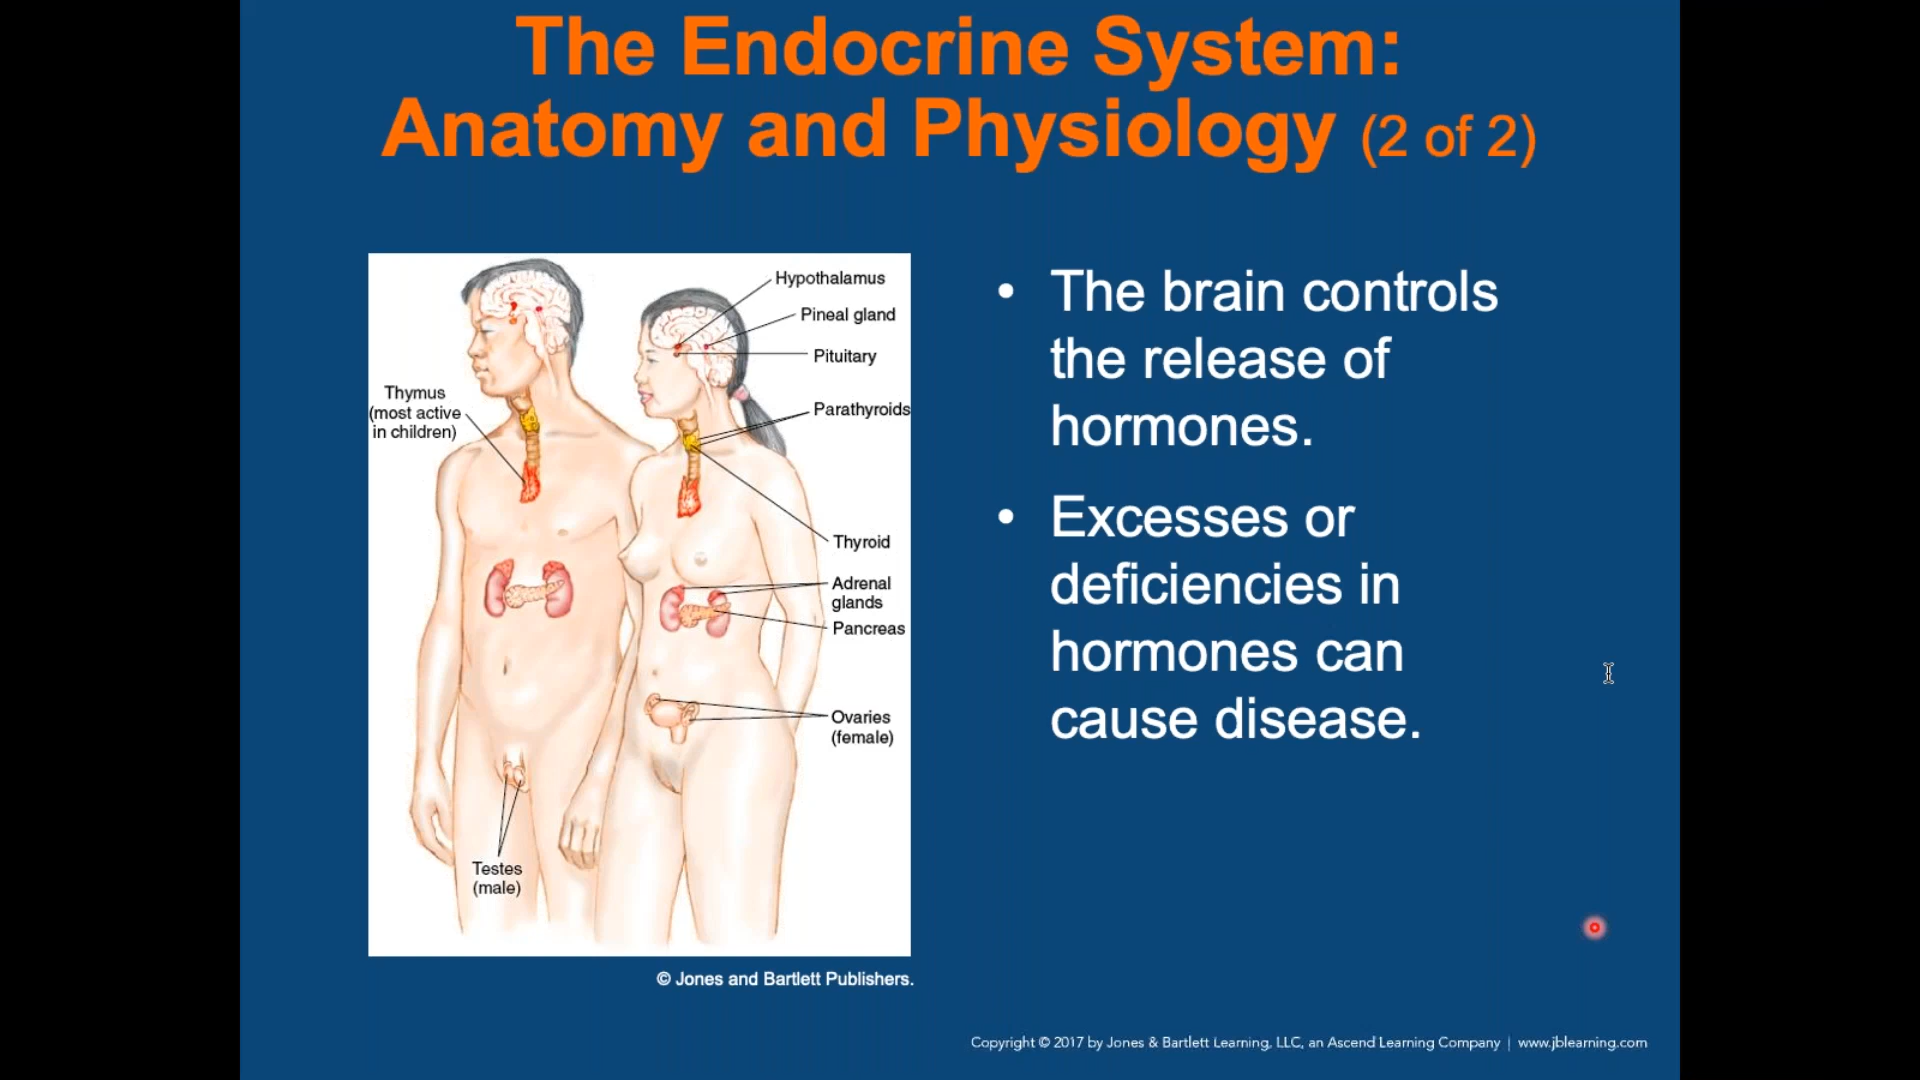 The Endocrine System:
Anatomy and Physiology (2 of 2)
Hypothalamus
Pineal gland
Pituitary
Thymus
(most active
in children)
Parathyroids
Thyroid
Adrenal
glands
Pancreas
Ovaries
(female)
Testes
(male)
© Jones and Bartlett Publishers.
• The brain controls
the release of
hormones.
• Excesses or
deficiencies in
hormones can
cause disease.
Copyright © 2017 by Jones & Bartlett Learning, LLC, an Ascend Learning Company | www.jblearning.com